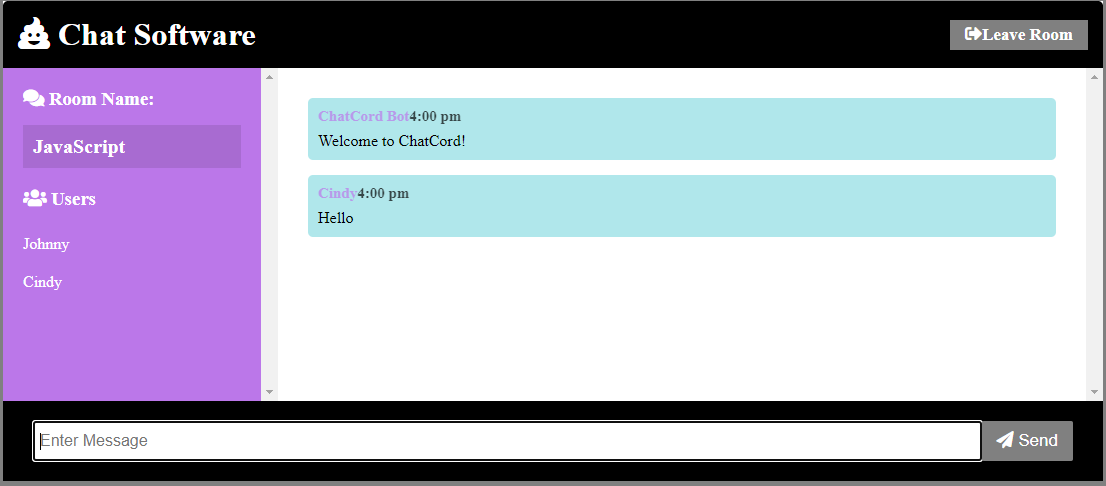 Chat Software
Leave Room
Room Name:
JavaScript
Users
Johnny
Cindy
ChatCord Bot4:00 pm
Welcome to ChatCord!
Cindy4:00 pm
Hello
Enter Message
Send